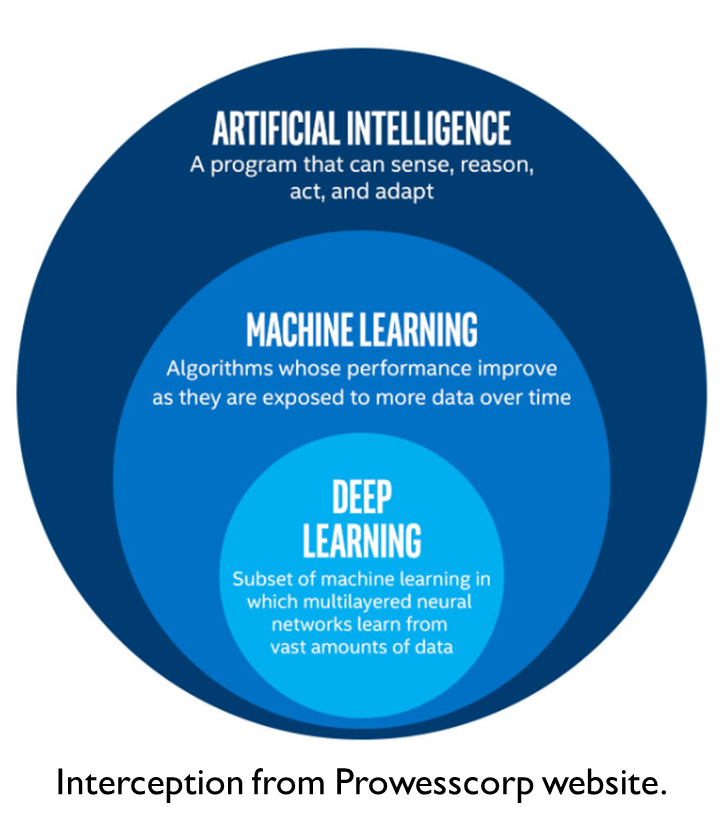 ARTIFICIAL INTELLIGENCE
A program that can sense, reason,
act, and adapt
MACHINE LEARNING
Algorithms whose performance improve
as they are exposed to more data over time
DEEP
LEARNING
Subset of machine learning in
which multilayered neural
networks learn from
vast amounts of data
Interception from Prowesscorp website.